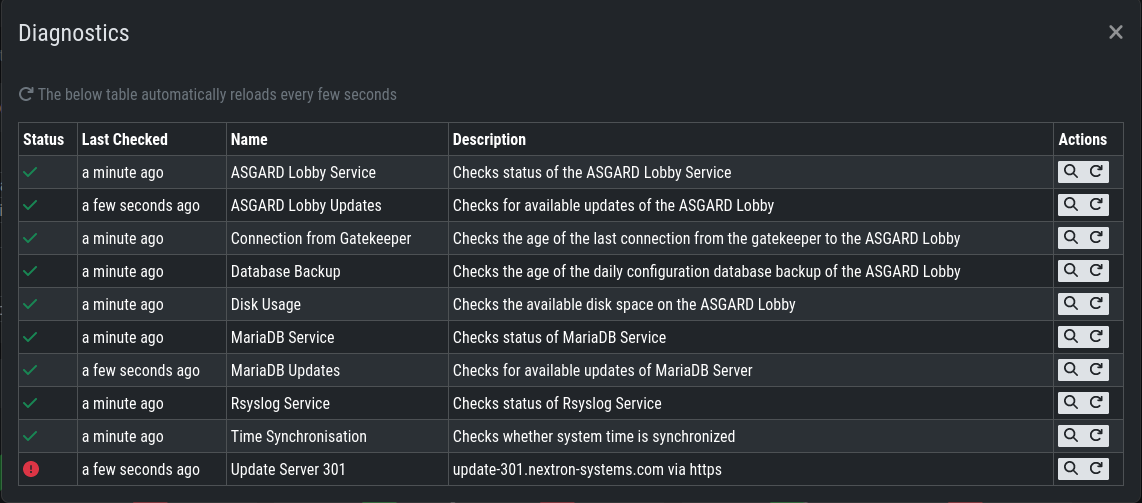 Diagnostics
The below table automatically reloads every few seconds
Status Last Checked Name Description Actions
a minute ago ASGARD Lobby Service Checks status of the ASGARD Lobby Service
a few seconds ago ASGARD Lobby Updates Checks for available updates of the ASGARD Lobby
a minute ago Connection from Gatekeeper Checks the age of the last connection from the gatekeeper to the ASGARD Lobby
a minute ago Database Backup Checks the age of the daily configuration database backup of the ASGARD Lobby
a minute ago Disk Usage Checks the available disk space on the ASGARD Lobby
a minute ago MariaDB Service Checks status of MariaDB Service
a few seconds ago MariaDB Updates Checks for available updates of MariaDB Server
a minute ago Rsyslog Service Checks status of Rsyslog Service
a minute ago Time Synchronisation Checks whether system time is synchronized
a few seconds ago Update Server 301 update-301.nextron-systems.com via https